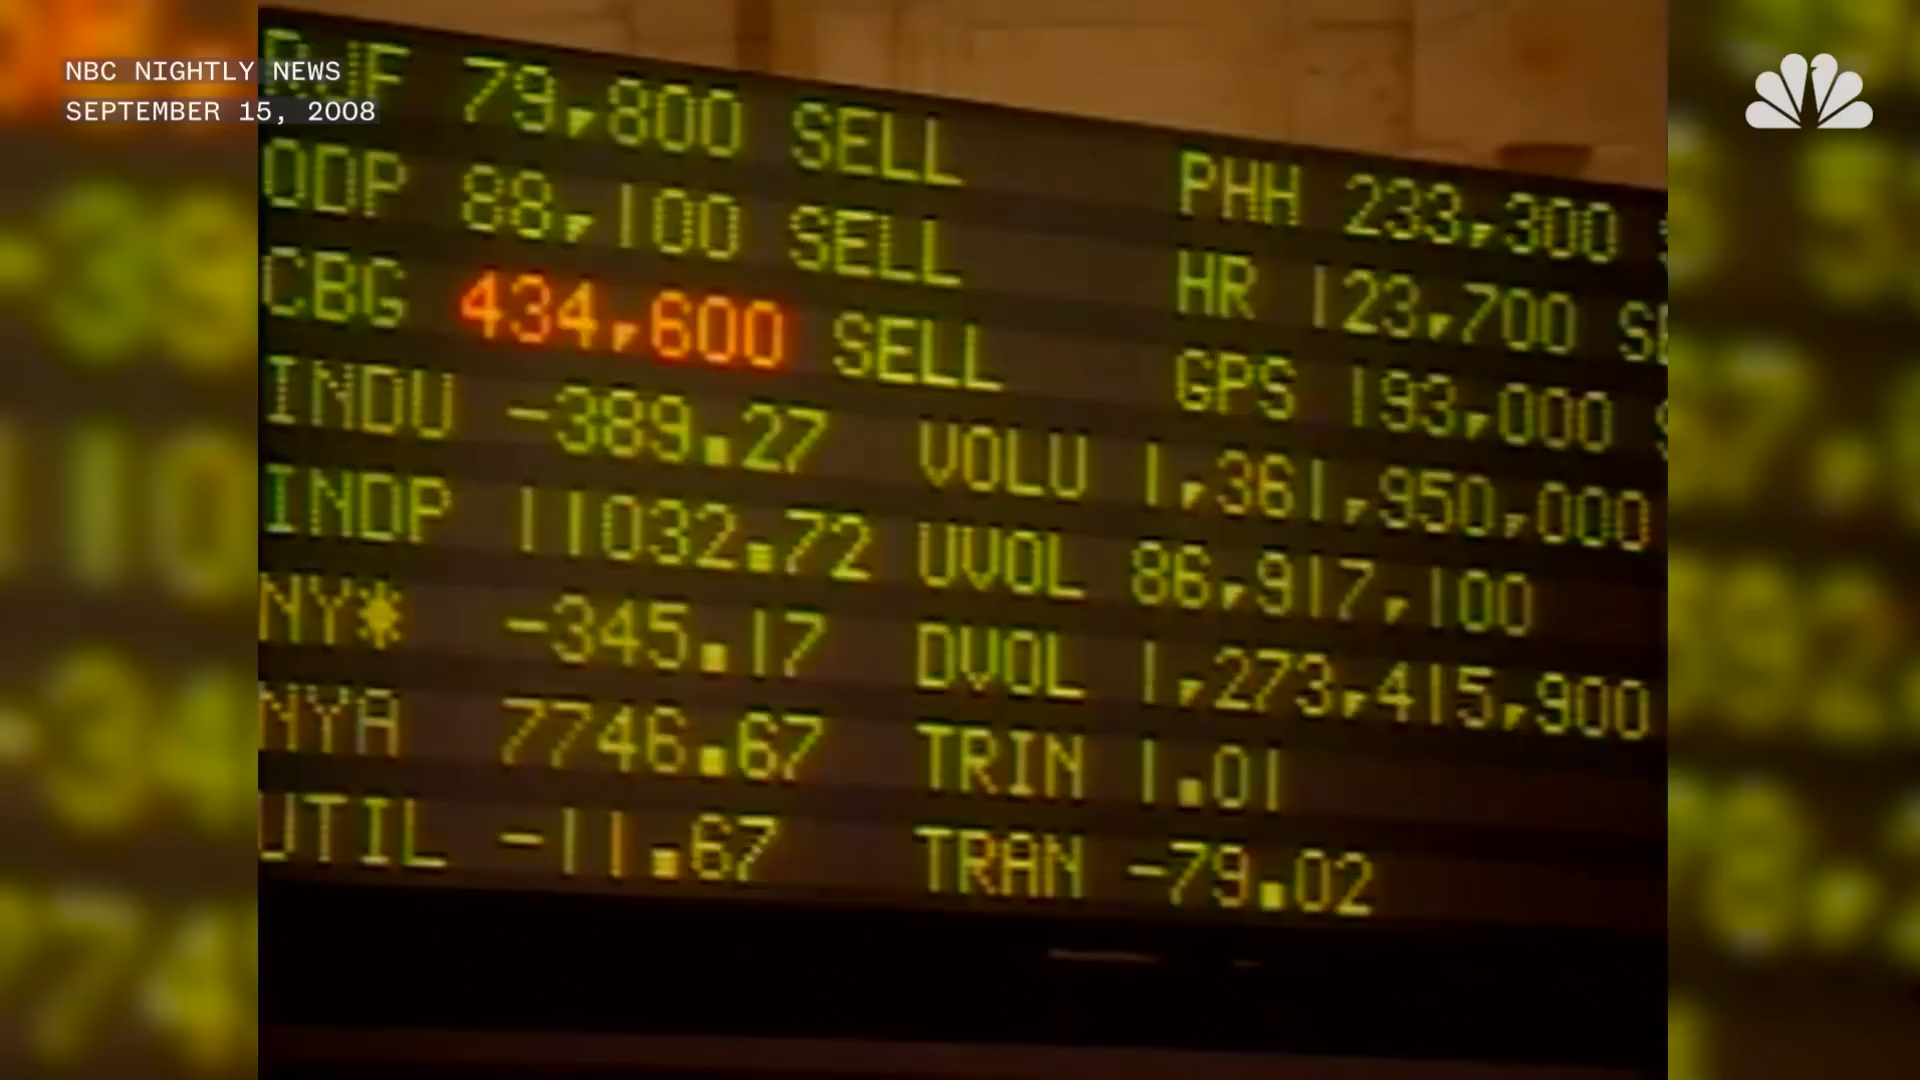 NBC NIGHTLY NEWS
SEPTEMBER 15, 2008
RJF 79,800 SELL
ODP 88,100 SELL
CBG 434,600 SELL
INDU -389.27
INDP 11032.72
NY* -345.17
NYA 7746.67
UTIL -11.67
PHH 233,300
HR 123,700 SE
GPS 193,000
VOLU 1,361,950,000
UVOL 86,917,100
DVOL 1,273,415,900
TRIN 1.01
TRAN -79.02